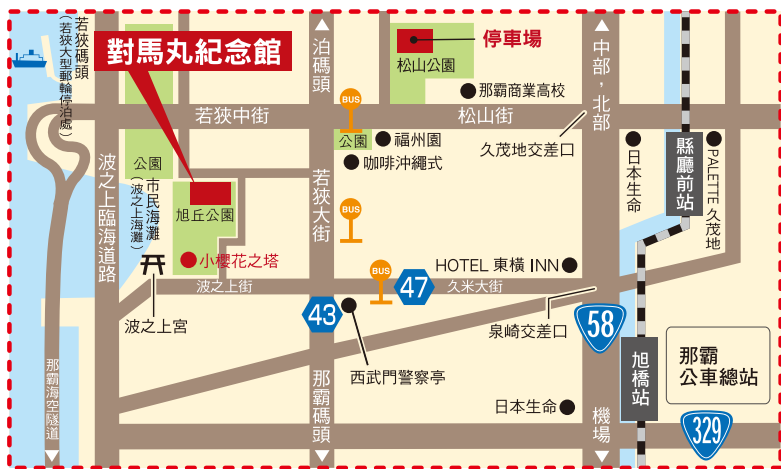 若狹碼頭
(若狹大型郵輪停泊處)
對馬丸紀念館
泊碼頭
停車場
松山公園
中部，北部
那霸商業高校
BUS
若狹中街
松山街
公園
福州園
咖啡沖繩式
久茂地交差口
日本生命
縣廳前站
PALETTE 久茂地
波之上臨海道路
公園
市民海灘
(波之上海灘)
旭丘公園
若狹大街
BUS
小櫻花之塔
波之上宮
波之上街
BUS
47
久米大街
HOTEL 東橫 INN
43
西武門警察亭
泉崎交差口
58
旭橋站
那霸
公車總站
那霸海空隧道
那霸碼頭
日本生命
機場
329